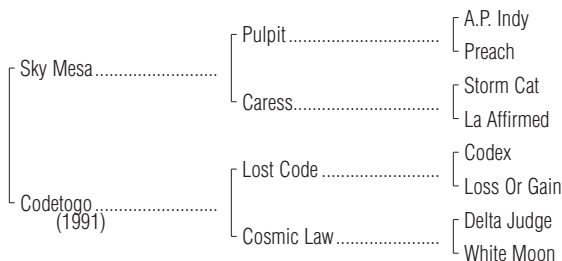 A.P. Indy
Pulpit
Preach
Sky Mesa
Storm Cat
Caress
La Affirmed
Codex
Lost Code
Loss Or Gain
Codetogo
(1991)
Delta Judge
Cosmic Law
White Moon